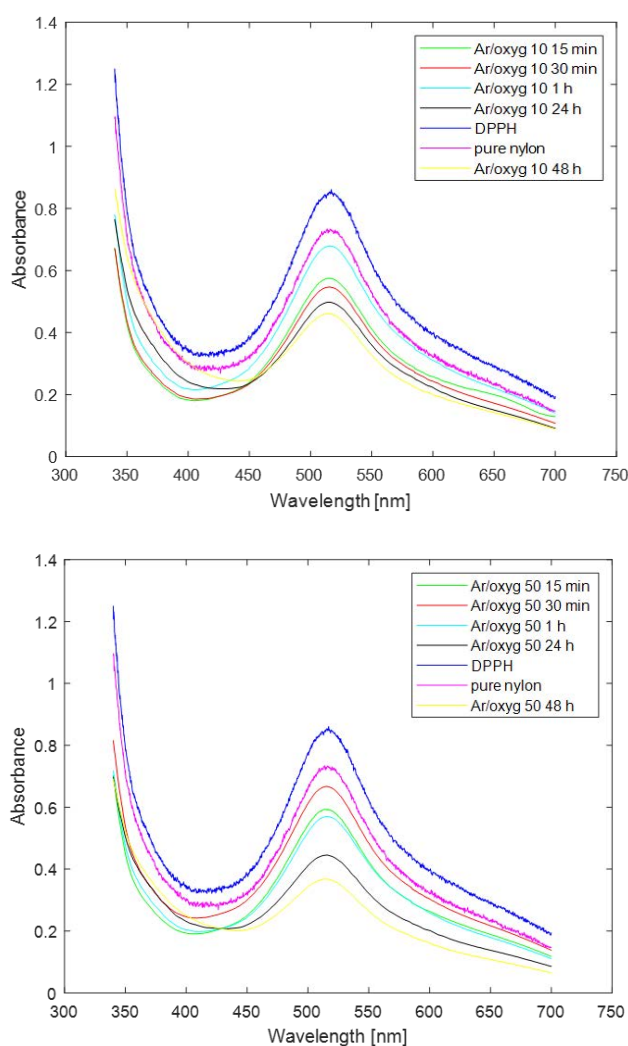 1.4
1.2
1
0.8
0.6
0.4
0.2
0
Absorbance
Ar/oxyg 10 15 min
Ar/oxyg 10 30 min
Ar/oxyg 10 1 h
Ar/oxyg 10 24 h
DPPH
pure nylon
Ar/oxyg 10 48 h
300 350 400 450 500 550 600 650 700 750
Wavelength [nm]
1.4
1.2
1
0.8
0.6
0.4
0.2
0
Absorbance
Ar/oxyg 50 15 min
Ar/oxyg 50 30 min
Ar/oxyg 50 1 h
Ar/oxyg 50 24 h
DPPH
pure nylon
Ar/oxyg 50 48 h
300 350 400 450 500 550 600 650 700 750
Wavelength [nm]